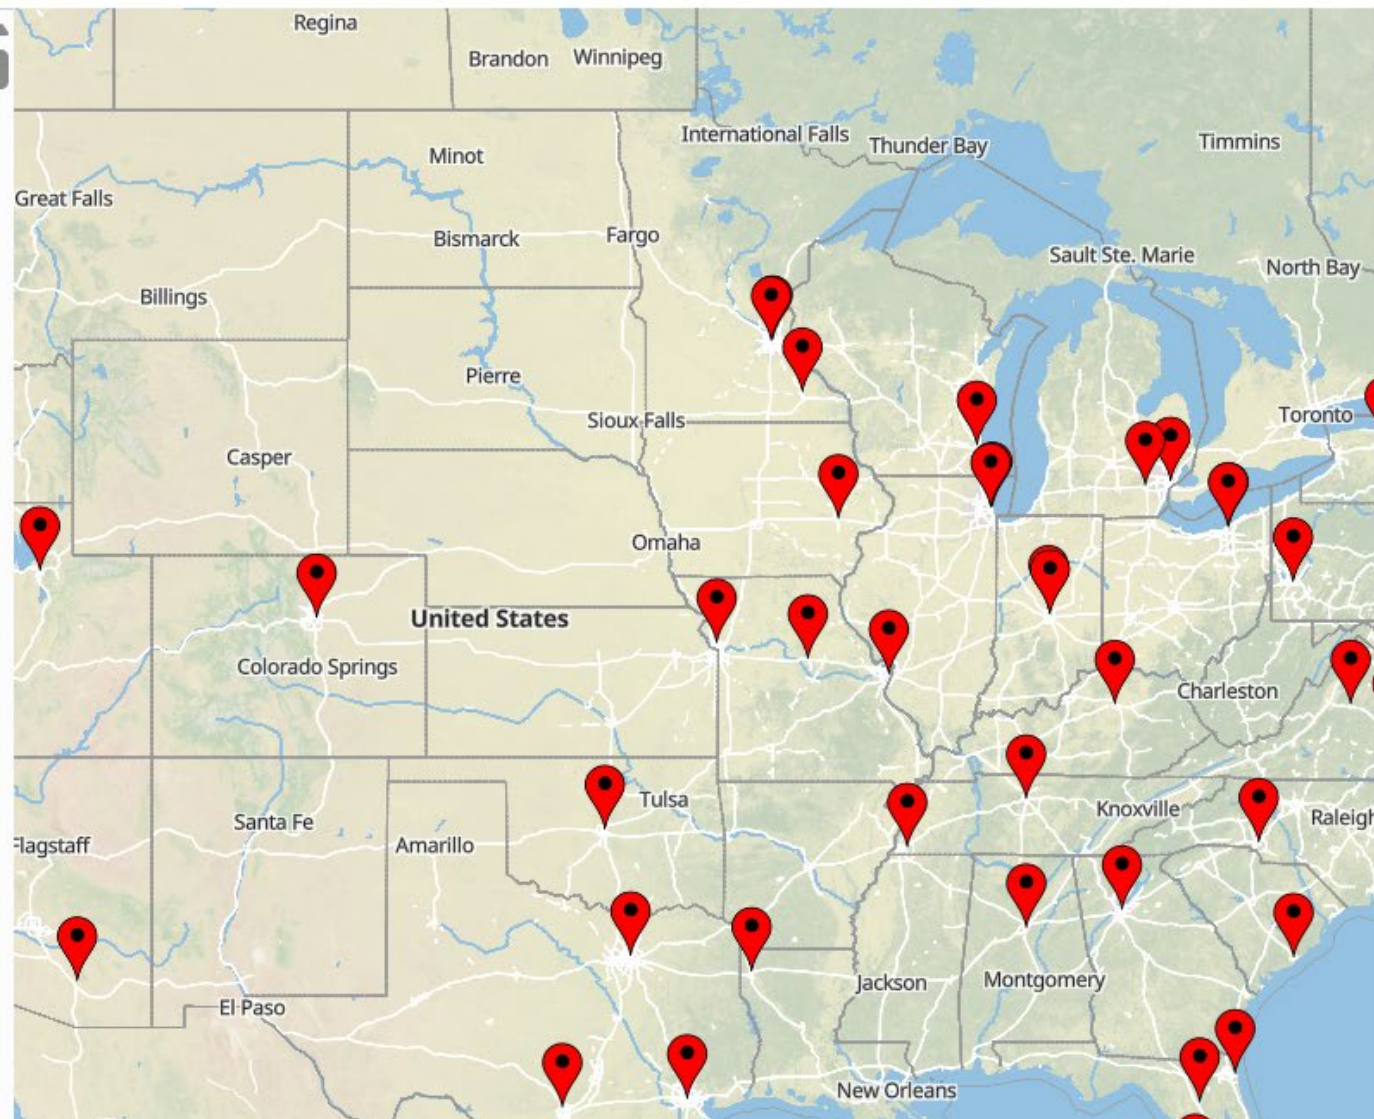 Regina
Brandon
Winnipeg
International Falls
Thunder Bay
Timmins
Minot
Great Falls
Bismarck
Fargo
Sault Ste. Marie
North Bay
Billings
Pierre
Sioux Falls
Toronto
Casper
Omaha
United States
Colorado Springs
Charleston
Tulsa
Knoxville
Santa Fe
Raleigh
Flagstaff
Amarillo
Jackson
Montgomery
El Paso
New Orleans